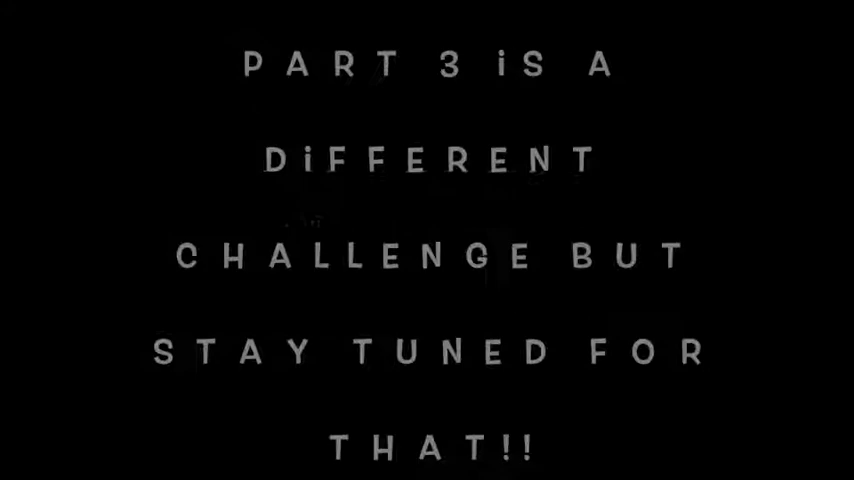 PART 3 iS A
DiFFERENT
CHALLENGE BUT
STAY TUNED FOR
THAT!!